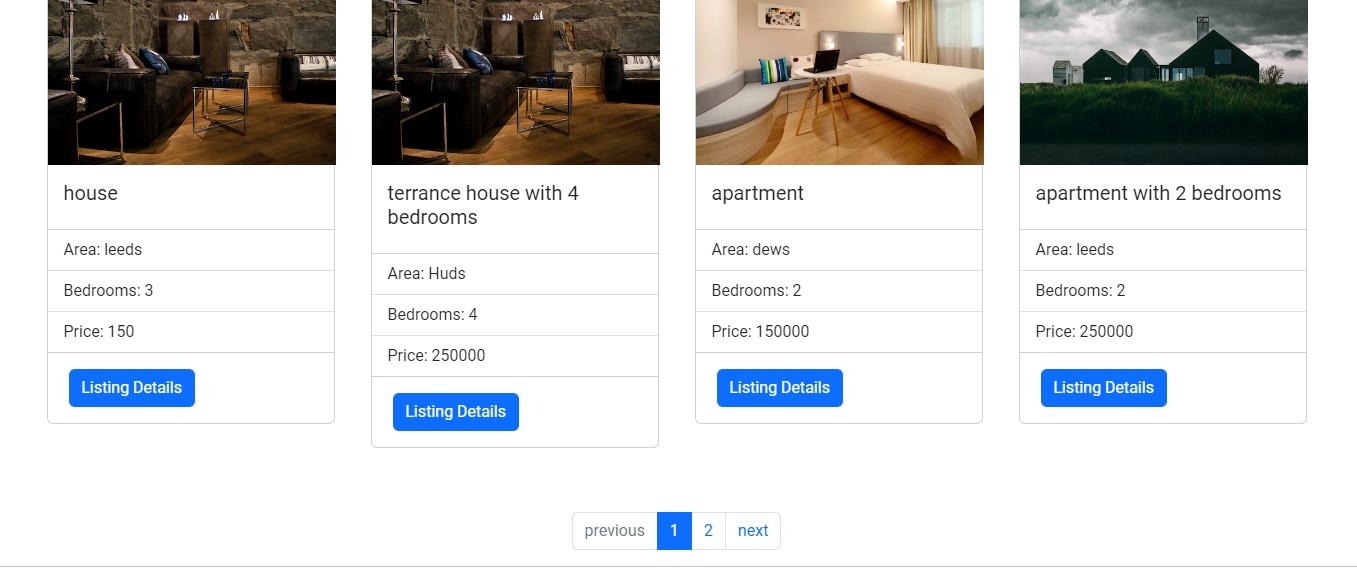 house
Area: leeds
Bedrooms: 3
Price: 150
Listing Details
terrance house with 4
bedrooms
Area: Huds
Bedrooms: 4
Price: 250000
Listing Details
apartment
Area: dews
Bedrooms: 2
Price: 150000
Listing Details
apartment with 2 bedrooms
Area: leeds
Bedrooms: 2
Price: 250000
Listing Details
previous 1 2 next